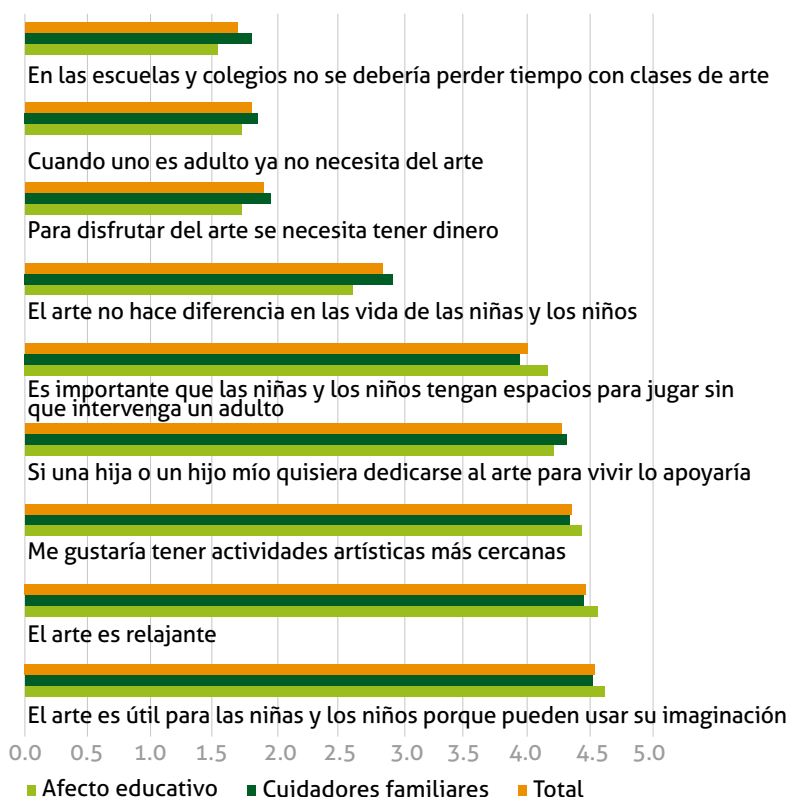 En las escuelas y colegios no se debería perder tiempo con clases de arte
Cuando uno es adulto ya no necesita del arte
Para disfrutar del arte se necesita tener dinero
El arte no hace diferencia en las vida de las niñas y los niños
Es importante que las niñas y los niños tengan espacios para jugar sin
que intervenga un adulto
Si una hija o un hijo mío quisiera dedicarse al arte para vivir lo apoyaría
Me gustaría tener actividades artísticas más cercanas
El arte es relajante
El arte es útil para las niñas y los niños porque pueden usar su imaginación
0.0 0.5 1.0 1.5 2.0 2.5 3.0 3.5 4.0 4.5 5.0
Afecto educativo Cuidadores familiares Total